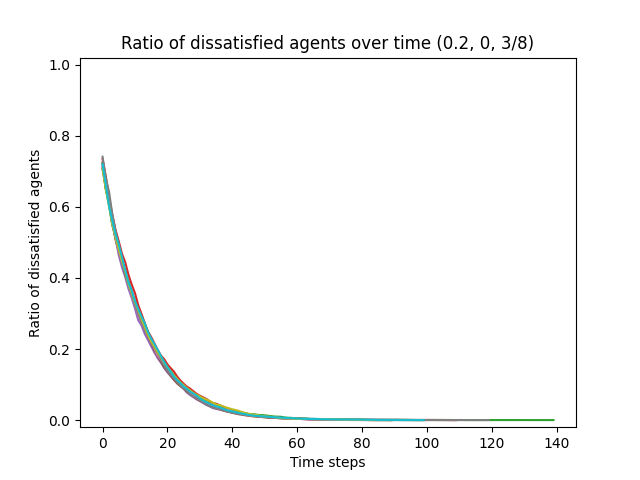 Ratio of dissatisfied agents over time (0.2, 0, 3/8)
1.0
0.8
0.6
0.4
0.2
0.0
Ratio of dissatisfied agents
0 20 40 60 80 100 120 140
Time steps